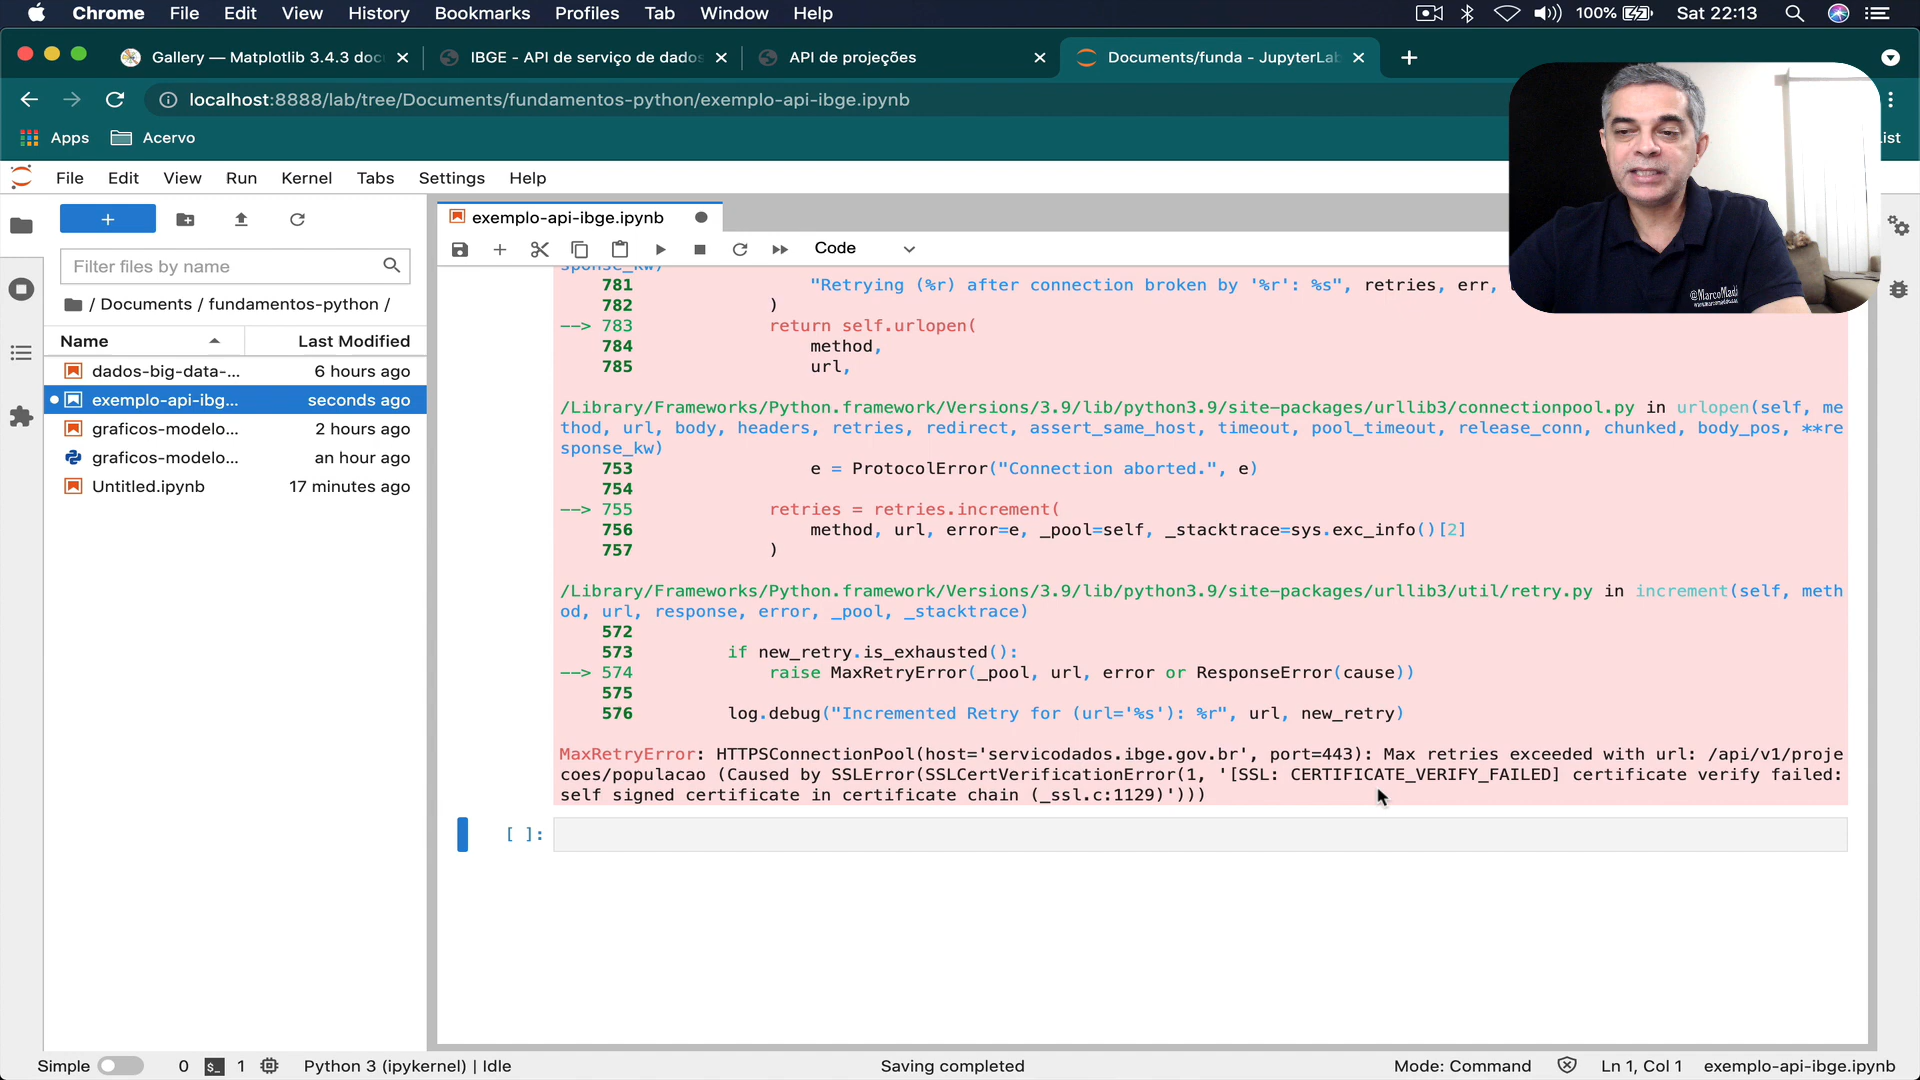 Chrome File Edit View History Bookmarks Profiles Tab Window Help 100% Sat 22:13
Gallery — Matplotlib 3.4.3 doc
IBGE - API de serviço de dados
API de projeções
Documents/funda - JupyterLab
localhost:8888/lab/tree/Documents/fundamentos-python/exemplo-api-ibge.ipynb
Apps Acervo
ist
File Edit View Run Kernel Tabs Settings Help
exemplo-api-ibge.ipynb
Code
Filter files by name
/ Documents / fundamentos-python /
Name Last Modified
dados-big-data-... 6 hours ago
exemplo-api-ibg... seconds ago
graficos-modelo... 2 hours ago
graficos-modelo... an hour ago
Untitled.ipynb 17 minutes ago
@MarcoMadi
sponse_kw)
781 "Retrying (%r) after connection broken by '%r': %s", retries, err,
782 )
--> 783 return self.urlopen(
784 method,
785 url,
/Library/Frameworks/Python.framework/Versions/3.9/lib/python3.9/site-packages/urllib3/connectionpool.py in urlopen(self, me
thod, url, body, headers, retries, redirect, assert_same_host, timeout, pool_timeout, release_conn, chunked, body_pos, **re
sponse_kw)
753 e = ProtocolError("Connection aborted.", e)
754
--> 755 retries = retries.increment(
756 method, url, error=e, _pool=self, _stacktrace=sys.exc_info()[2]
757 )
/Library/Frameworks/Python.framework/Versions/3.9/lib/python3.9/site-packages/urllib3/util/retry.py in increment(self, meth
od, url, response, error, _pool, _stacktrace)
572
573 if new_retry.is_exhausted():
--> 574 raise MaxRetryError(_pool, url, error or ResponseError(cause))
575
576 log.debug("Incremented Retry for (url='%s'): %r", url, new_retry)
MaxRetryError: HTTPSConnectionPool(host='servicodados.ibge.gov.br', port=443): Max retries exceeded with url: /api/v1/proje
coes/populacao (Caused by SSLError(SSLCertVerificationError(1, '[SSL: CERTIFICATE_VERIFY_FAILED] certificate verify failed:
self signed certificate in certificate chain (_ssl.c:1129)')))
[ ]:
Simple 0 $_ 1 Python 3 (ipykernel) | Idle Saving completed Mode: Command Ln 1, Col 1 exemplo-api-ibge.ipynb